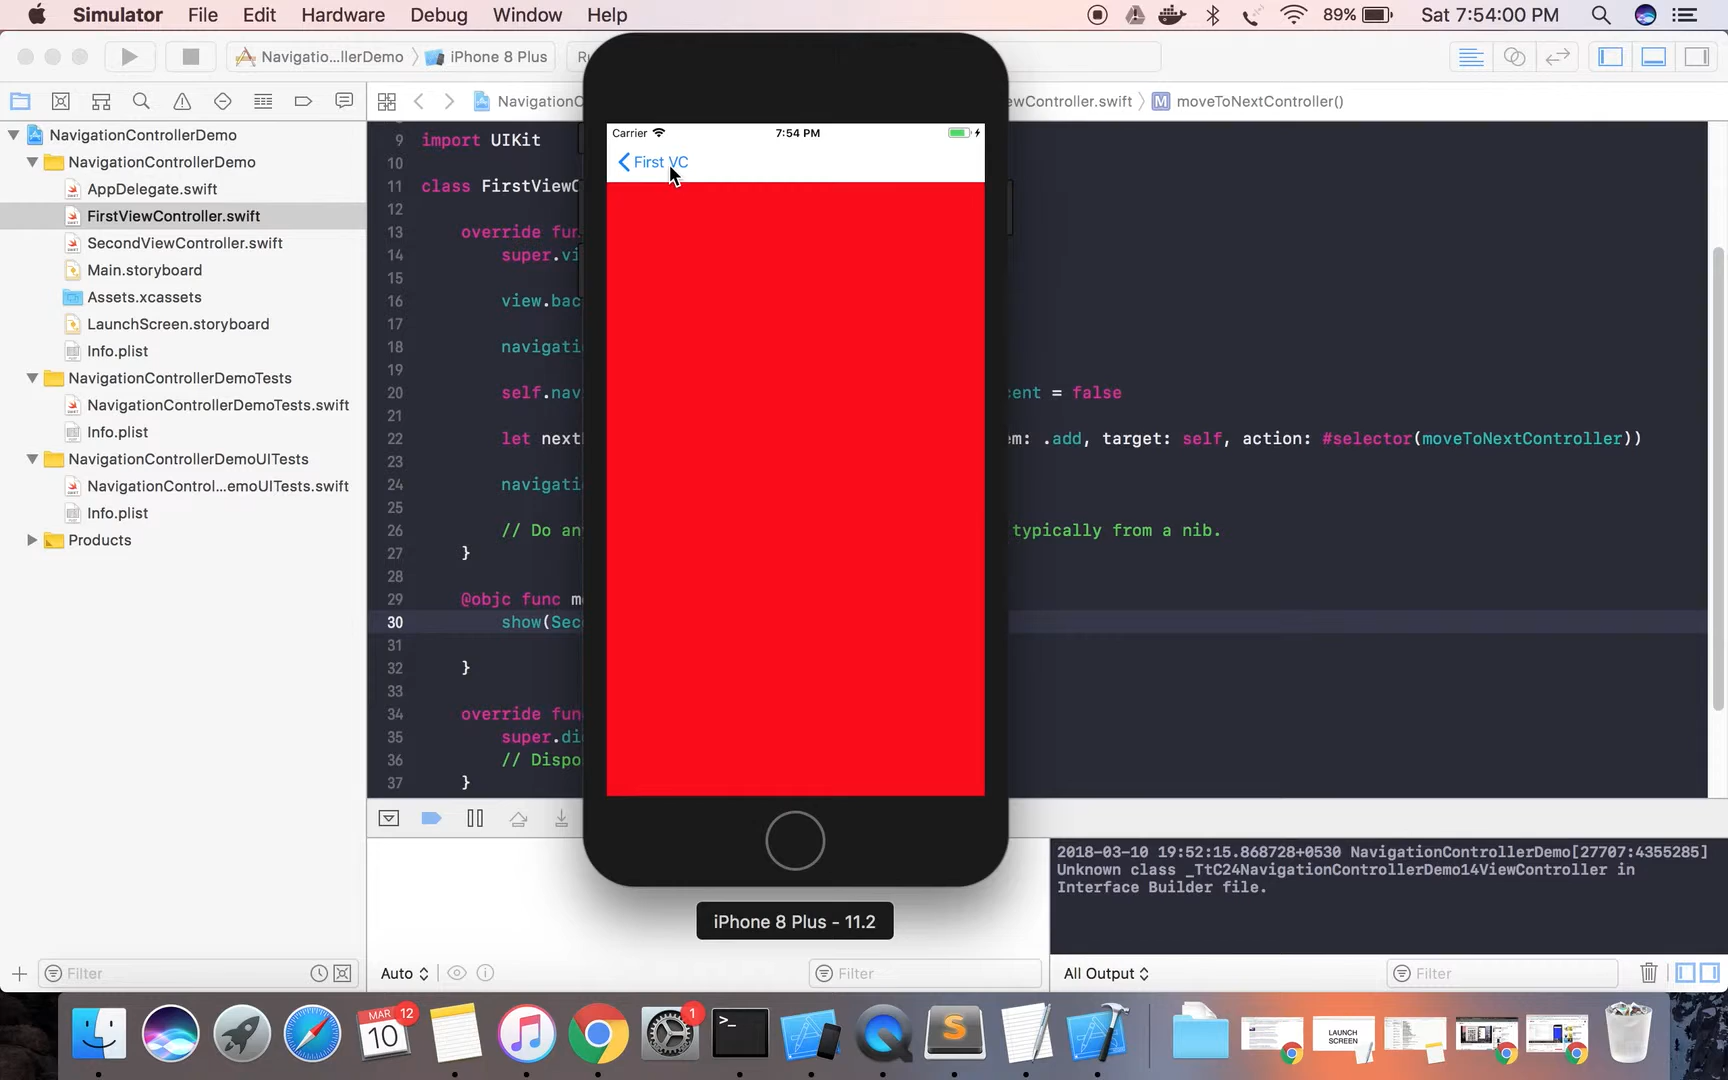 Simulator File Edit Hardware Debug Window Help 89% Sat 7:54:00 PM
Navigatio...llerDemo iPhone 8 Plus
NavigationC
wController.swift M moveToNextController()
NavigationControllerDemo
NavigationControllerDemo
AppDelegate.swift
FirstViewController.swift
SecondViewController.swift
Main.storyboard
Assets.xcassets
LaunchScreen.storyboard
Info.plist
NavigationControllerDemoTests
NavigationControllerDemoTests.swift
Info.plist
NavigationControllerDemoUITests
NavigationControl...emoUITests.swift
Info.plist
Products
Filter
9 import UIKit
10
11 class FirstViewC
12
13 override fun
14 super.vi
15
16 view.bac
17
18 navigati
19
20 self.nav cent = false
21
22 let next em: .add, target: self, action: #selector(moveToNextController))
23
24 navigati
25
26 // Do an typically from a nib.
27 }
28
29 @objc func m
30 show(Sec
31
32 }
33
34 override fun
35 super.di
36 // Dispo
37 }
Carrier 7:54 PM
First VC
iPhone 8 Plus - 11.2
2018-03-10 19:52:15.868728+0530 NavigationControllerDemo[27707:4355285]
Unknown class _TtC24NavigationControllerDemo14ViewController in
Interface Builder file.
Auto
Filter
All Output
Filter
MAR
10
12
1
>_
S
LAUNCH
SCREEN